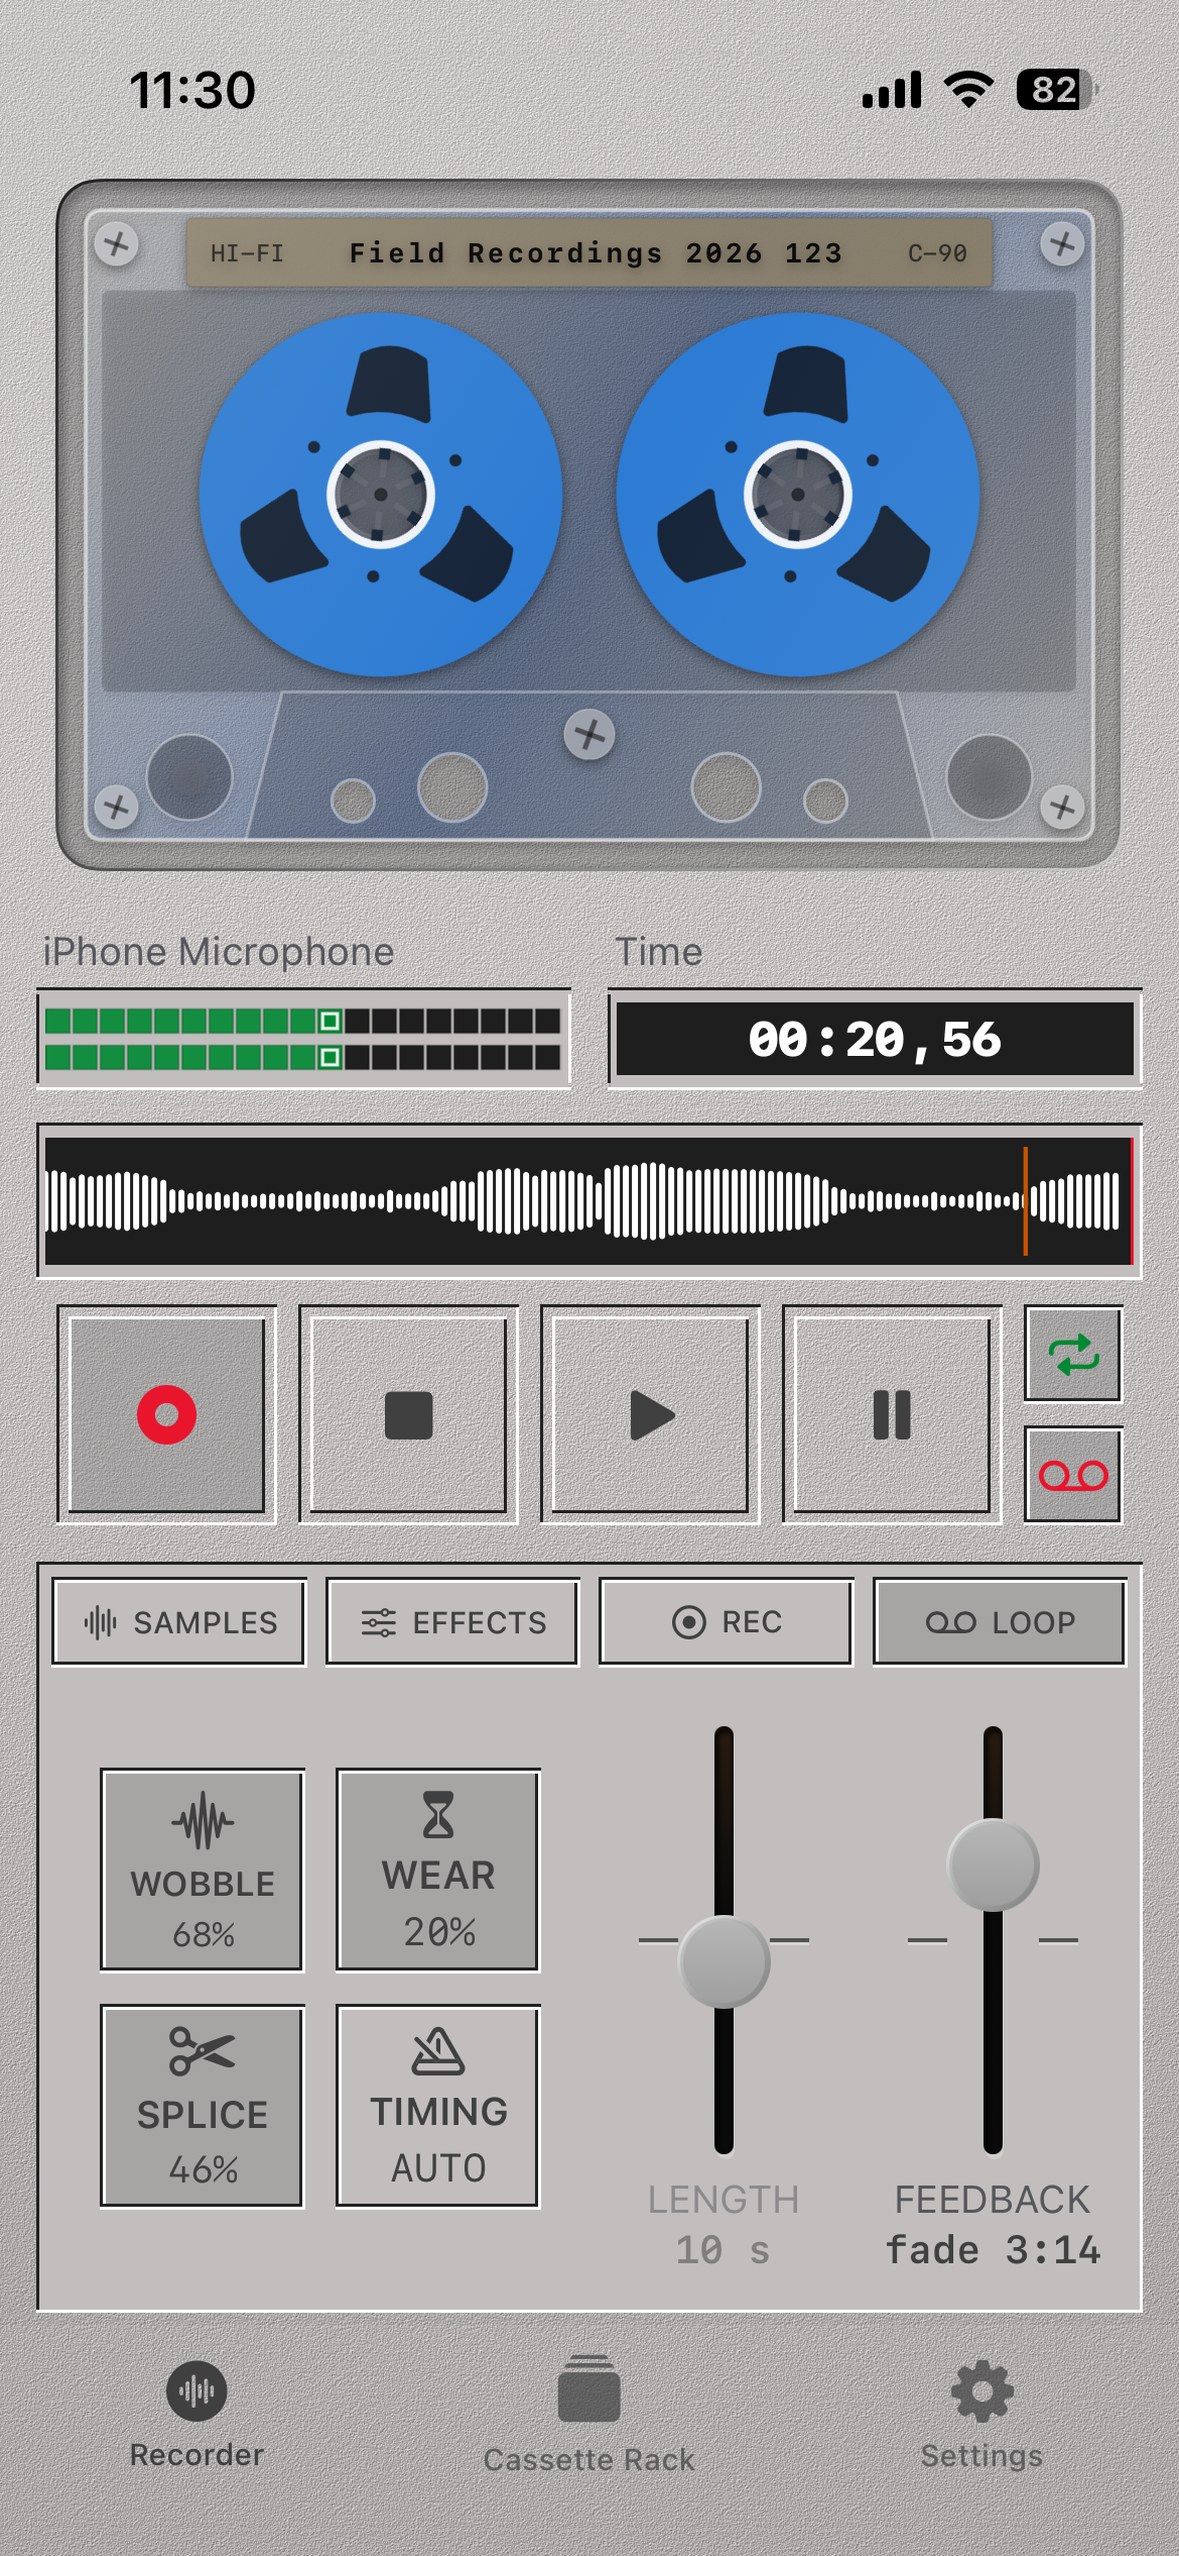 11:30
82
HI-FI Field Recordings 2026 123 C-90
iPhone Microphone
Time
00:20,56
SAMPLES
EFFECTS
REC
LOOP
WOBBLE
68%
WEAR
20%
SPLICE
46%
TIMING
AUTO
LENGTH
10 s
FEEDBACK
fade 3:14
Recorder
Cassette Rack
Settings